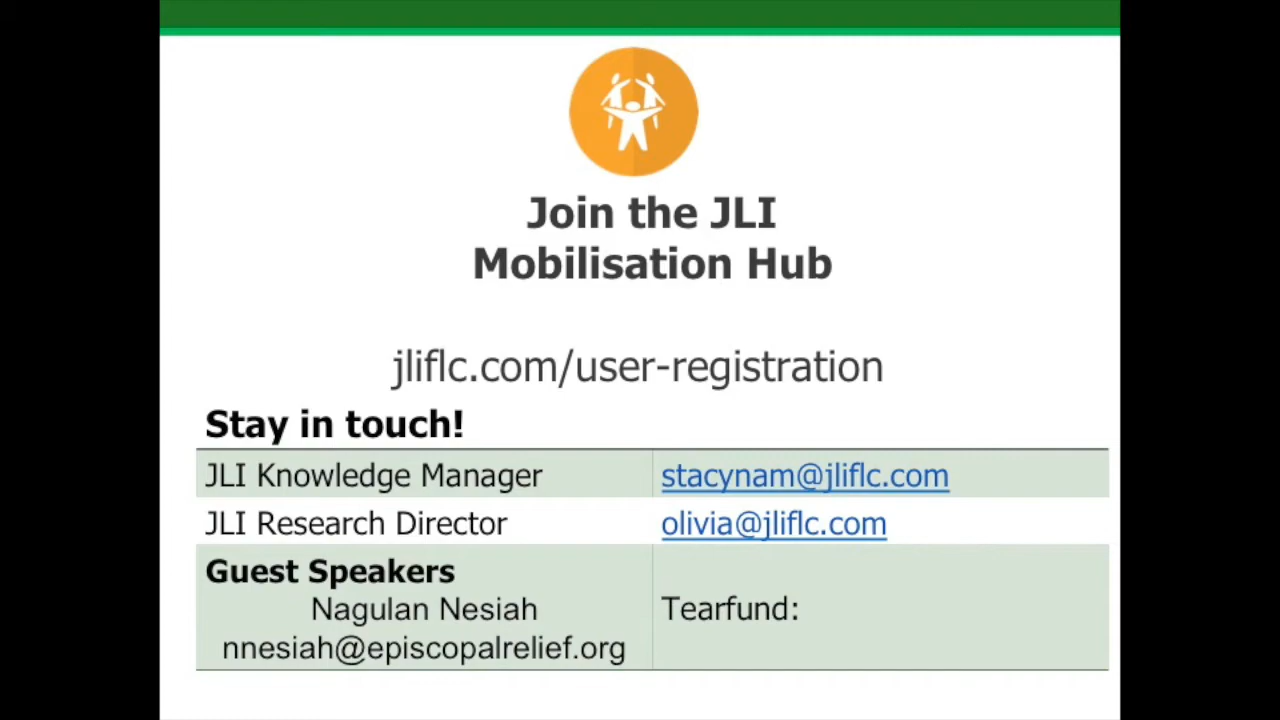 Join the JLI
Mobilisation Hub
jliflc.com/user-registration
Stay in touch!
JLI Knowledge Manager stacynam@jliflc.com
JLI Research Director olivia@jliflc.com
Guest Speakers
Nagulan Nesiah Tearfund:
nnesiah@episcopalrelief.org